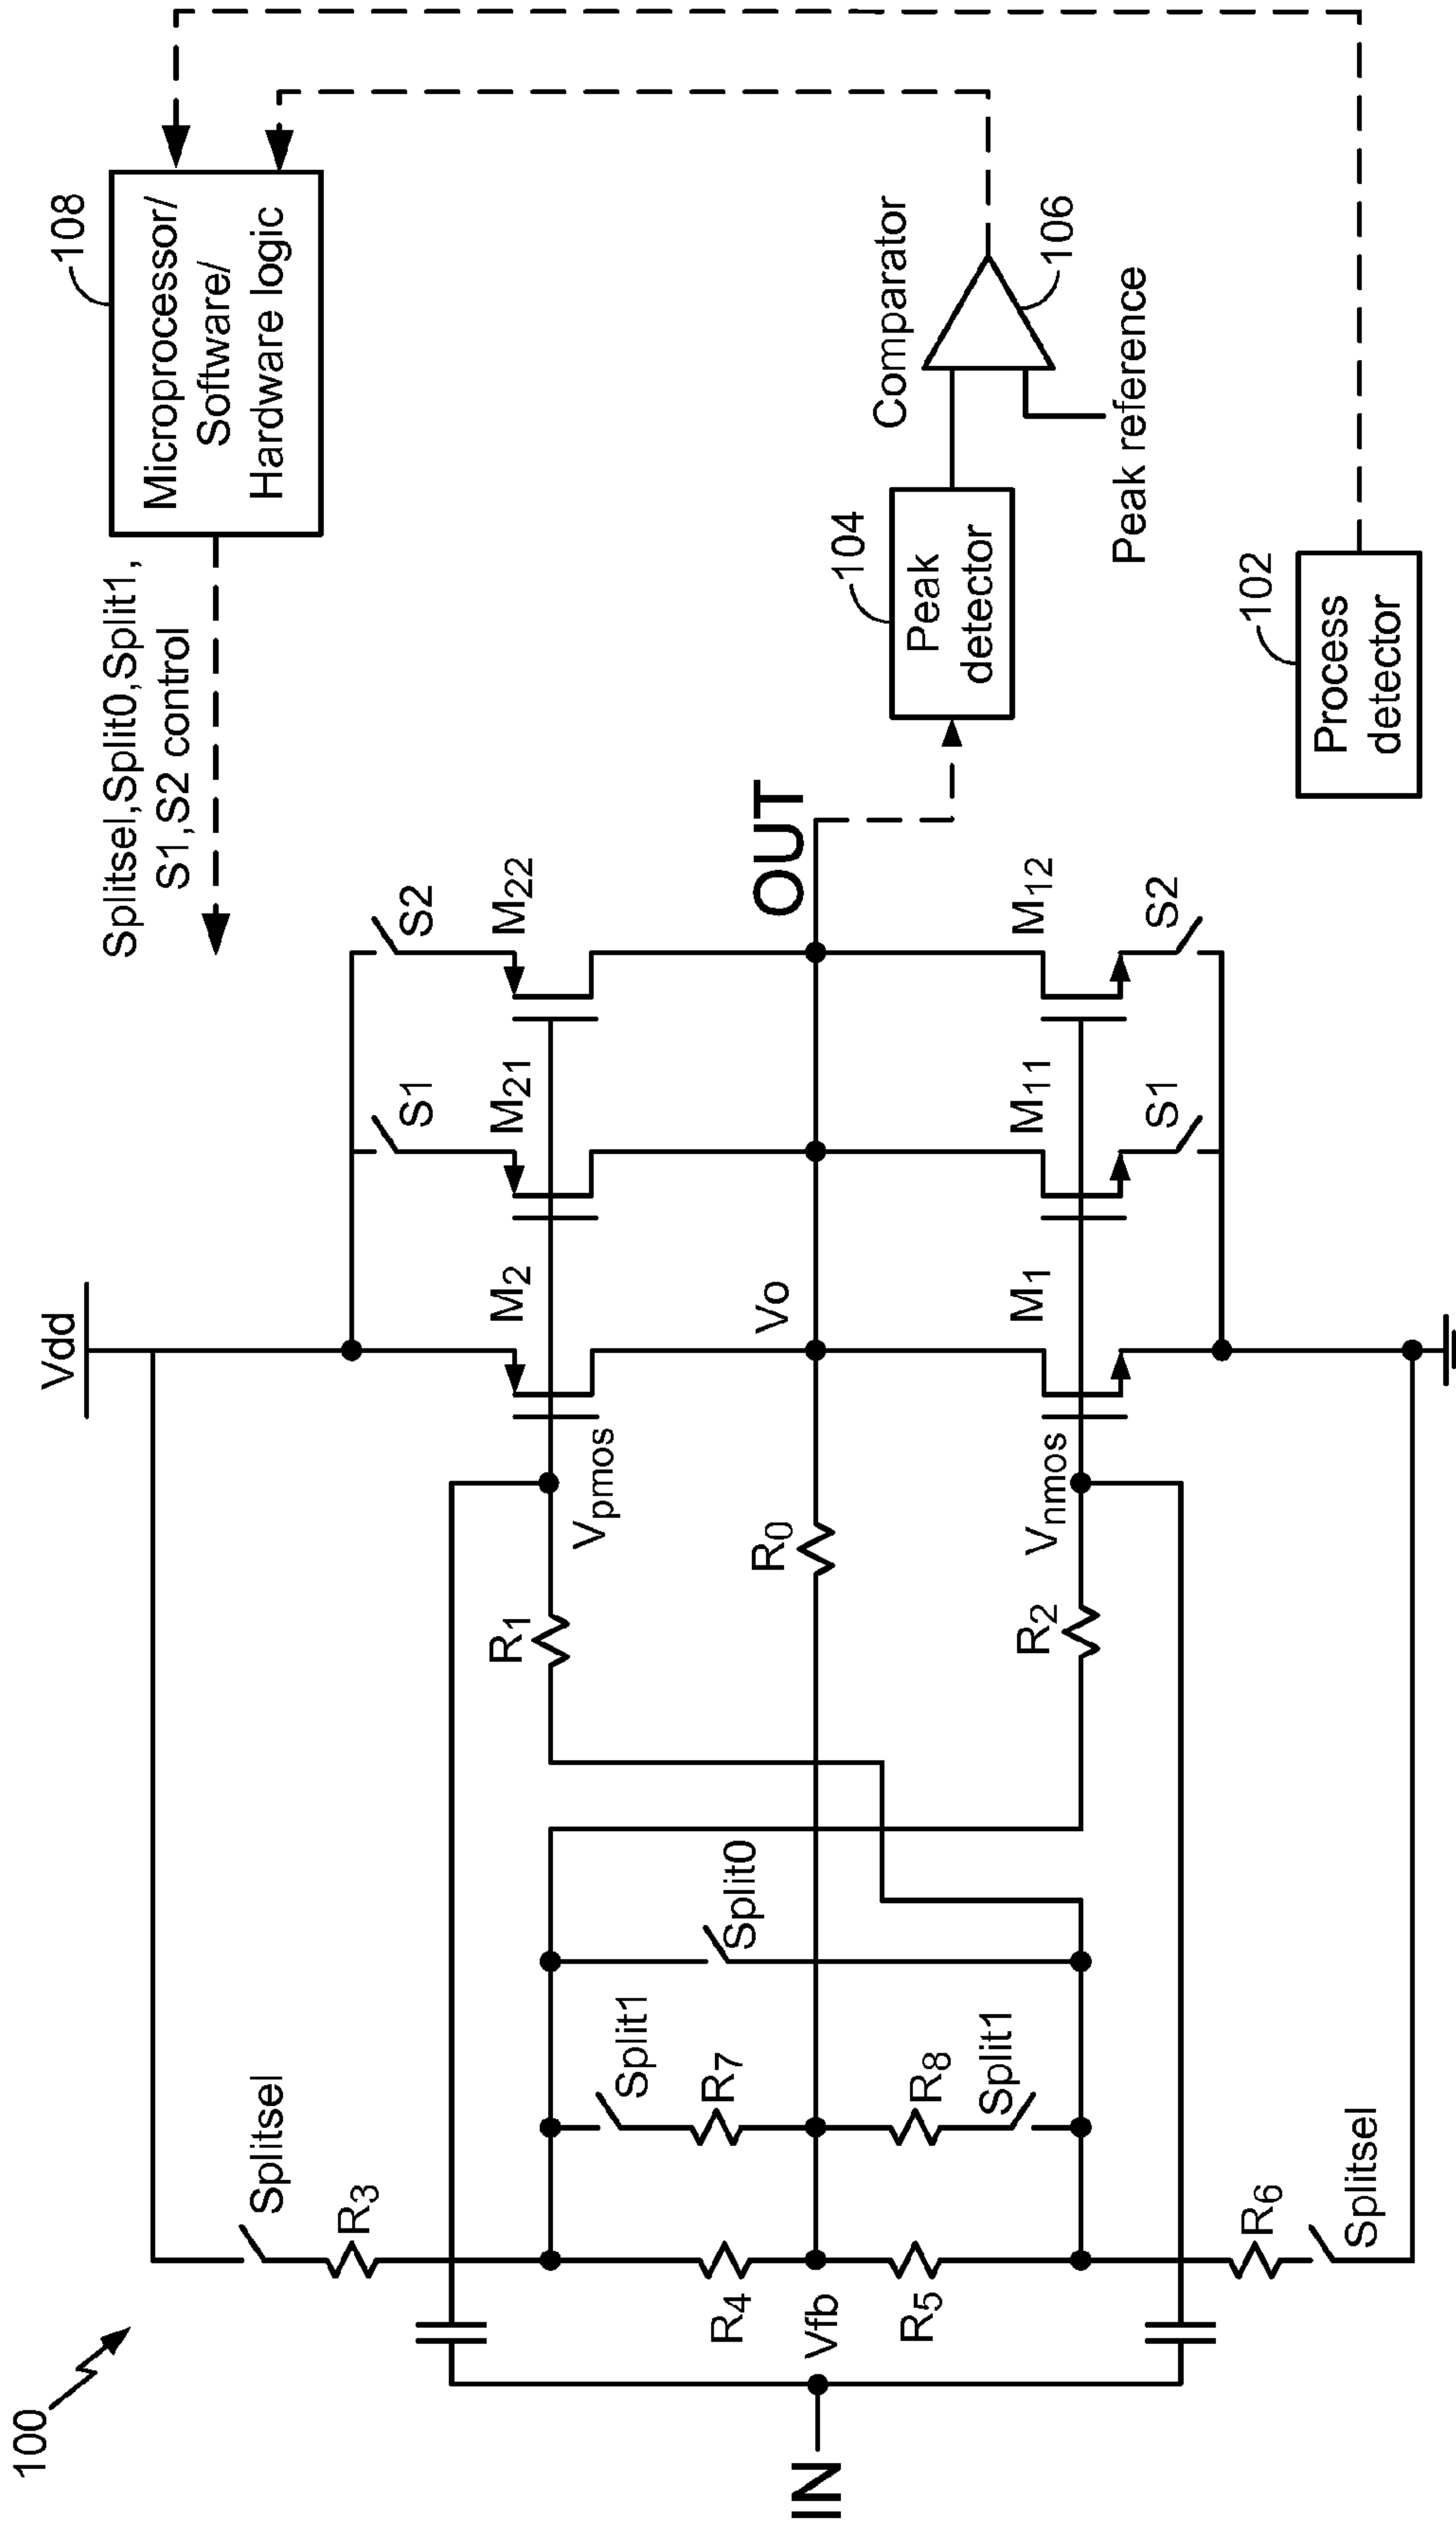 100
Vdd
Splitsel,Split0,Split1,
S1,S2 control
108
Microprocessor/
Software/
Hardware logic
Splitsel
R3
S1
S2
M2
M21
M22
R1
Vpmos
Split1
R7
Split0
R4
IN
Vfb
R0
Vo
OUT
104
Peak
detector
Comparator
106
Peak reference
R5
R8
Split1
R2
Vnmos
M1
M11
M12
S1
S2
R6
Splitsel
102
Process
detector